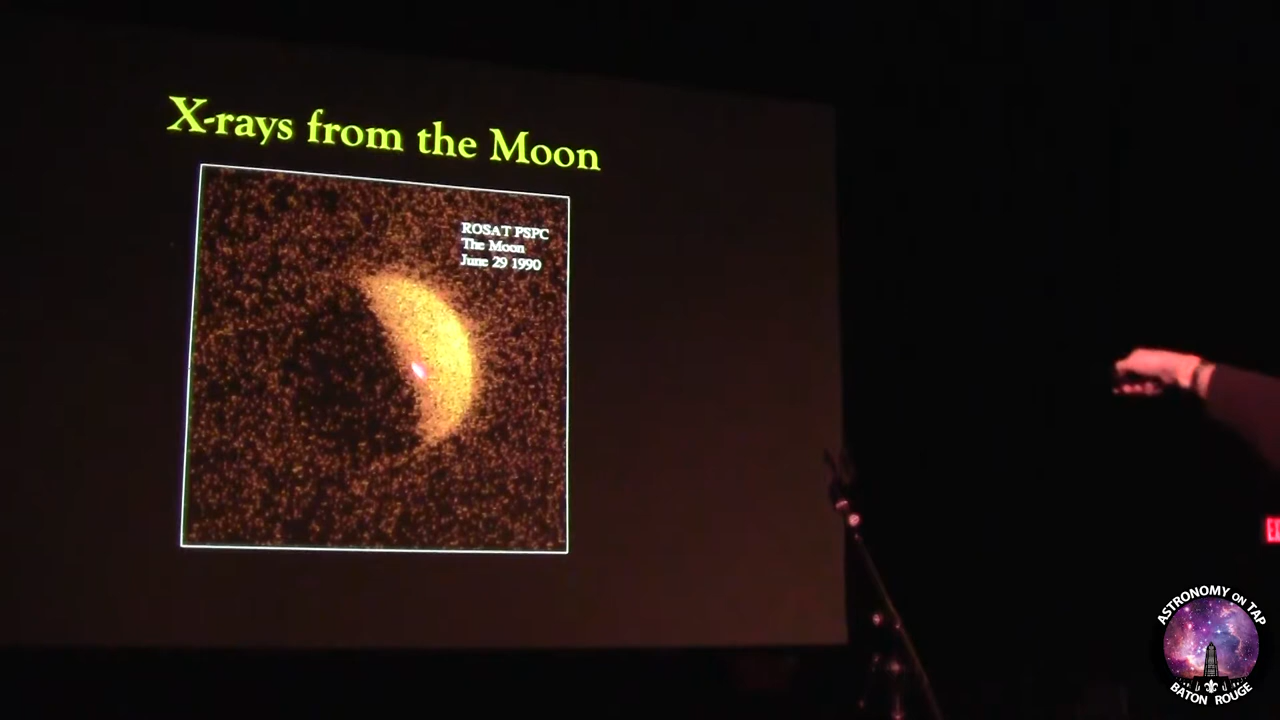 X-rays from the Moon
ROSAT PSPC
The Moon
June 29 1990
ASTRONOMY ON TAP
BATON ROUGE